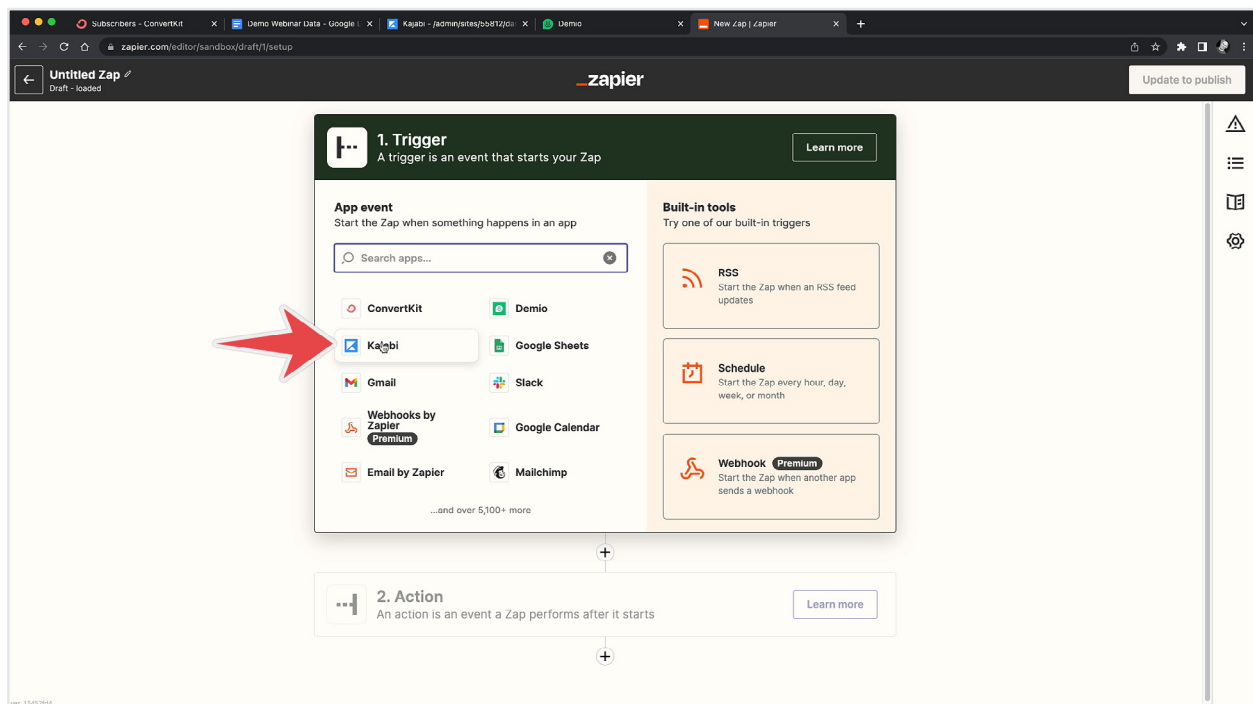 Subscribers - ConvertKit
Demo Webinar Data - Google
Kajabi - /admin/sites/55812/da
Demio
New Zap | Zapier
zapier.com/editor/sandbox/draft/1/setup
Untitled Zap
Draft - loaded
_zapier
Update to publish
1. Trigger
A trigger is an event that starts your Zap
Learn more
App event
Start the Zap when something happens in an app
Search apps...
ConvertKit
Demio
Kajabi
Google Sheets
Gmail
Slack
Webhooks by
Zapier
Premium
Google Calendar
Email by Zapier
Mailchimp
...and over 5,100+ more
Built-in tools
Try one of our built-in triggers
RSS
Start the Zap when an RSS feed
updates
Schedule
Start the Zap every hour, day,
week, or month
Webhook Premium
Start the Zap when another app
sends a webhook
2. Action
An action is an event a Zap performs after it starts
Learn more